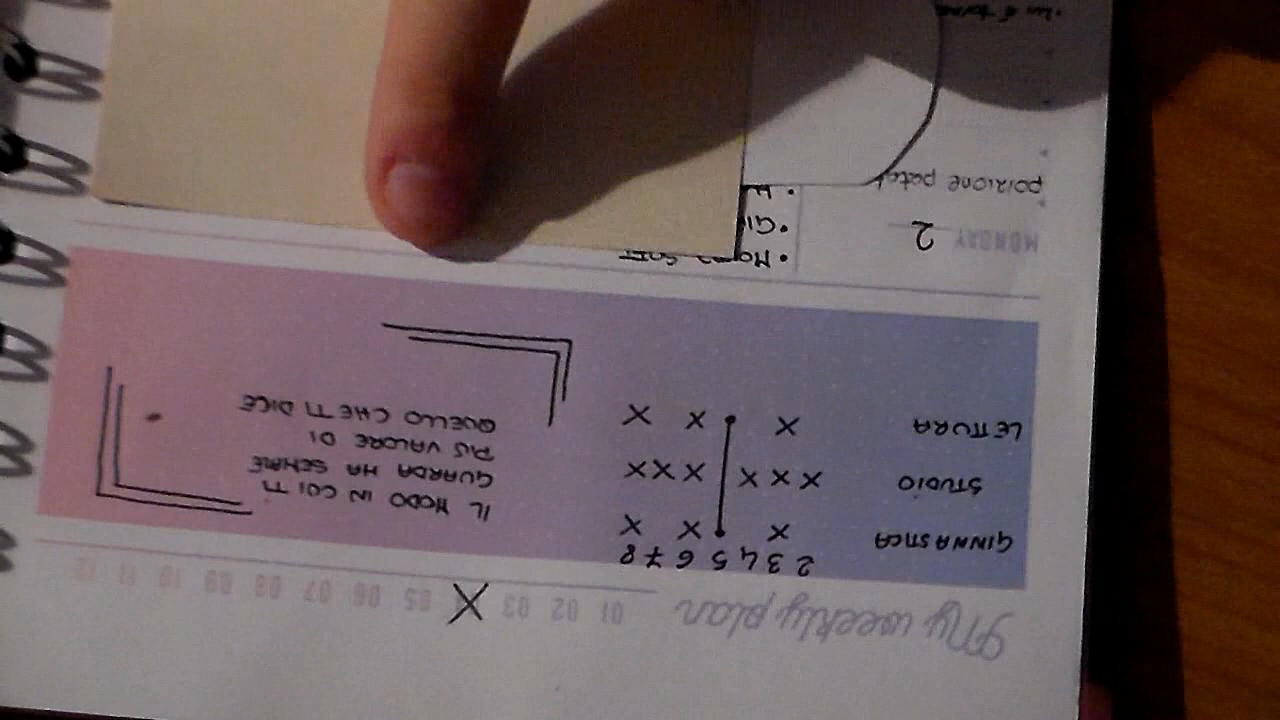 My weekly plan 01 02 03 X 05 06 07 08 09 10 11 12
2 3 4 5 6 7 8
GINNASTICA X X X
STUDIO X X X X X X
LETTURA X X X
IL MODO IN CUI TI
GUARDA HA SEMPRE
PIÙ VALORE DI
QUELLO CHE TI DICE
MONDAY 2
posizione